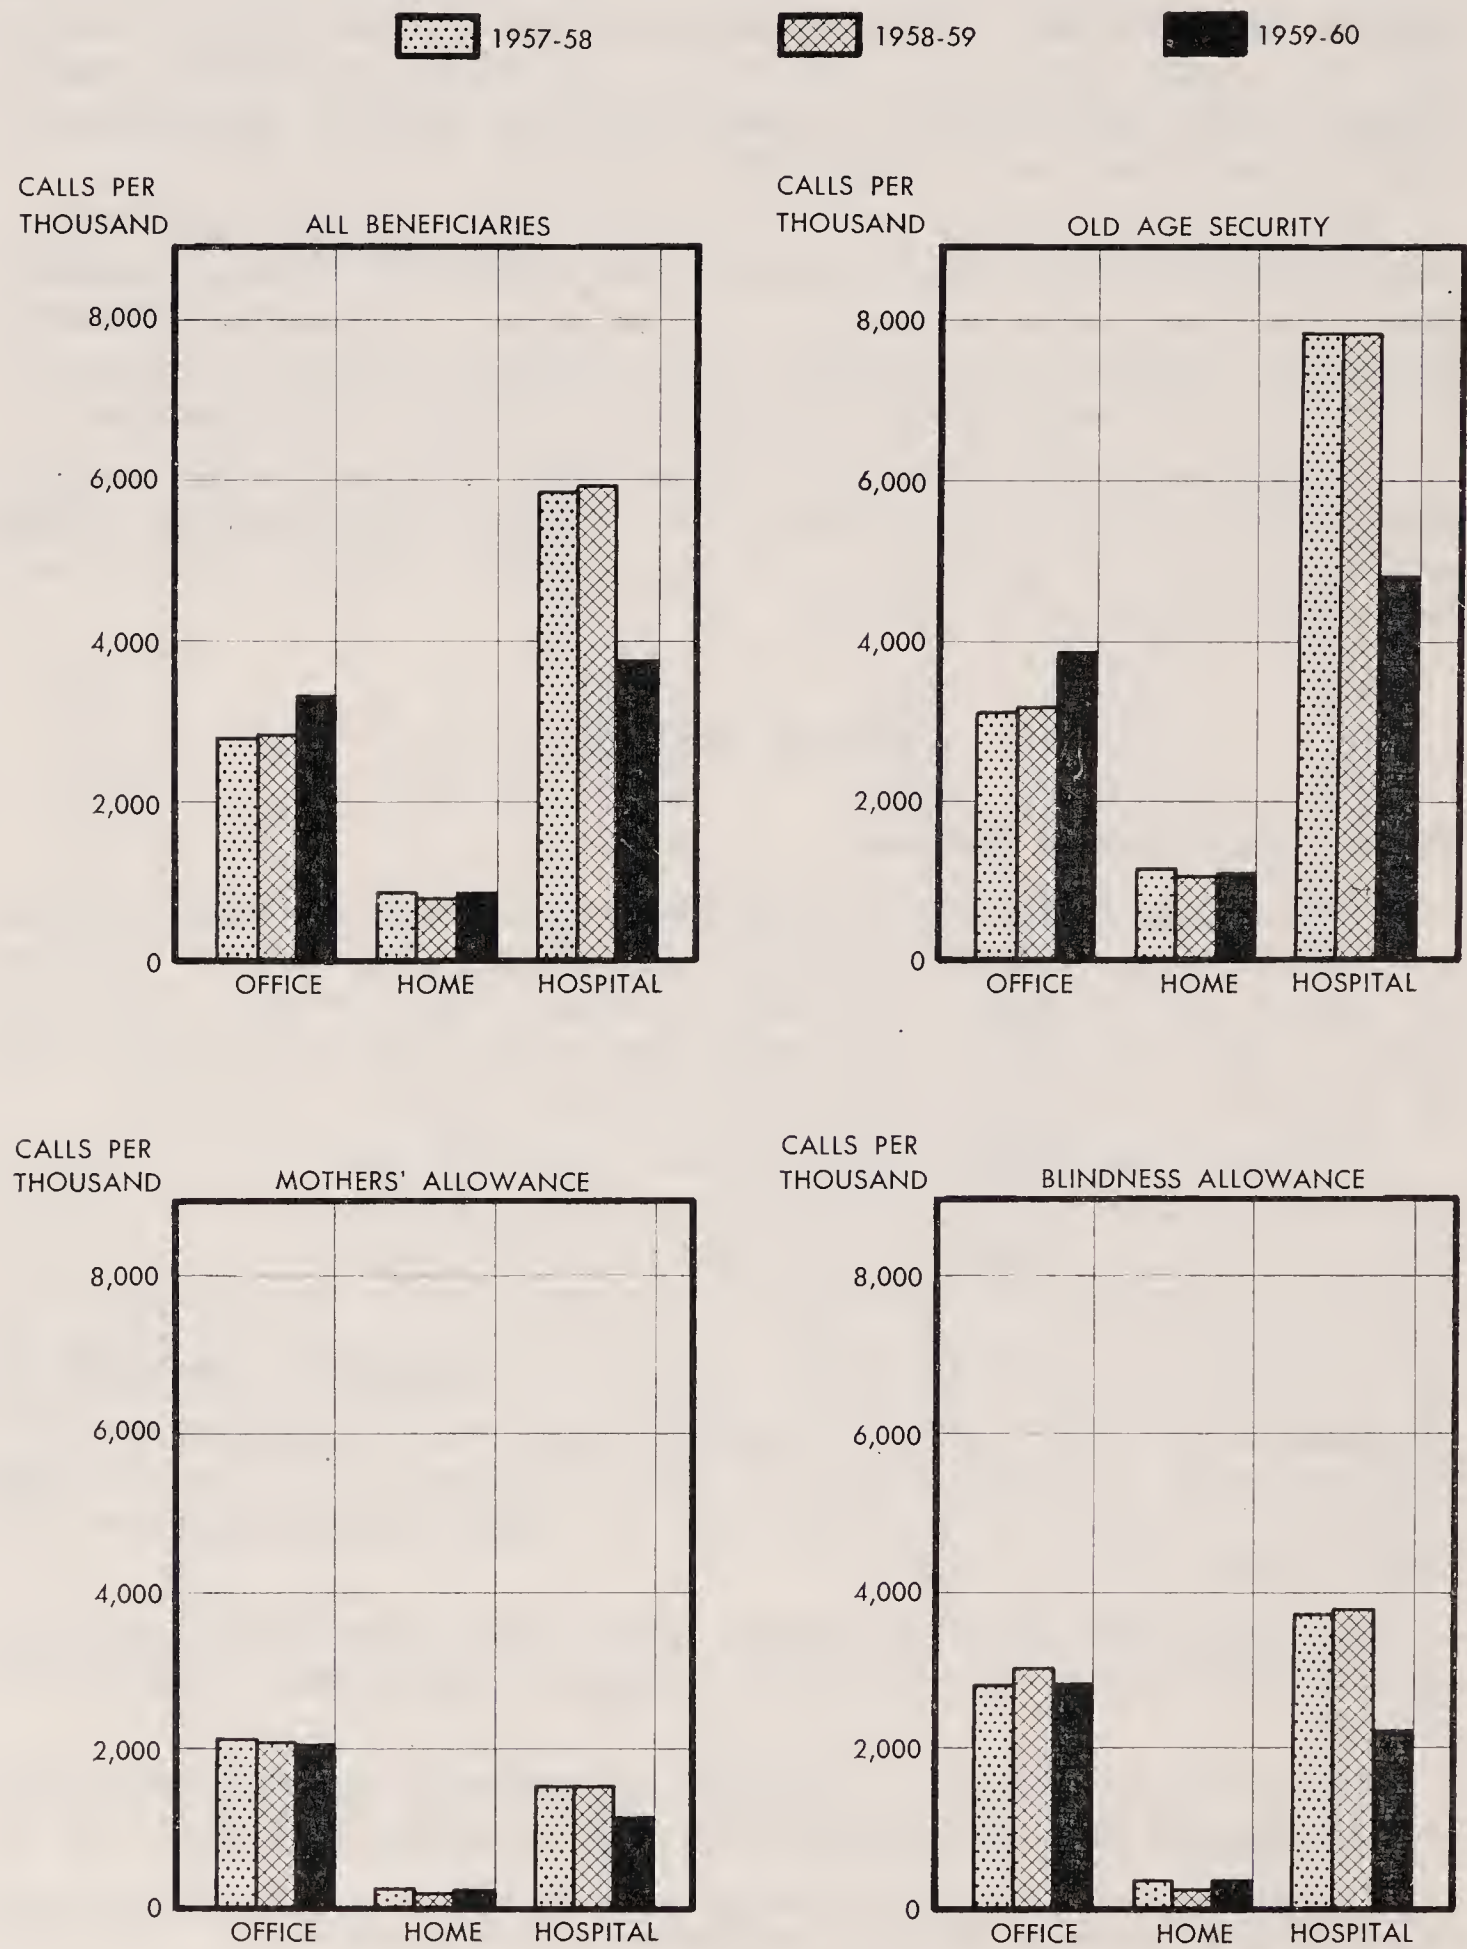 1957-58 1958-59 1959-60
CALLS PER
THOUSAND
ALL BENEFICIARIES
8,000
6,000
4,000
2,000
0
OFFICE HOME HOSPITAL
CALLS PER
THOUSAND
OLD AGE SECURITY
8,000
6,000
4,000
2,000
0
OFFICE HOME HOSPITAL
CALLS PER
THOUSAND
MOTHERS' ALLOWANCE
8,000
6,000
4,000
2,000
0
OFFICE HOME HOSPITAL
CALLS PER
THOUSAND
BLINDNESS ALLOWANCE
8,000
6,000
4,000
2,000
0
OFFICE HOME HOSPITAL